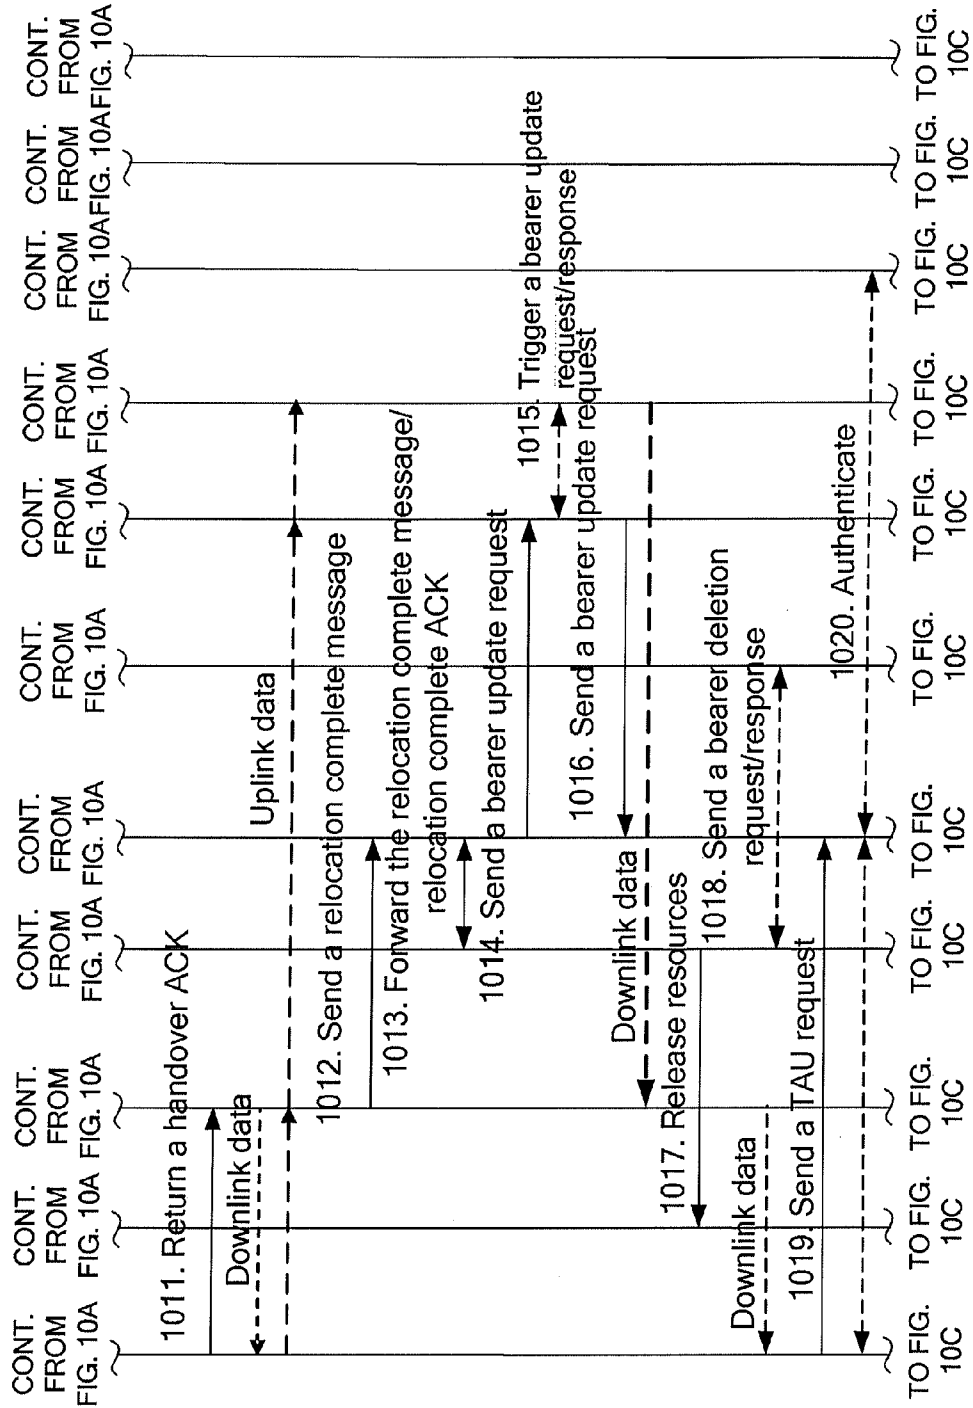 CONT. CONT. CONT. CONT. CONT. CONT. CONT. CONT. CONT. CONT. CONT.
FROM FROM FROM FROM FROM FROM FROM FROM FROM FROM FROM
FIG. 10A FIG. 10A FIG. 10A FIG. 10A FIG. 10A FIG. 10A FIG. 10A FIG. 10A FIG. 10A FIG. 10A FIG. 10A
1011. Return a handover ACK
Downlink data
Uplink data
1012. Send a relocation complete message
1013. Forward the relocation complete message/
relocation complete ACK
1014. Send a bearer update request
1015. Trigger a bearer update
request/response
1016. Send a bearer update request
Downlink data
1017. Release resources
1018. Send a bearer deletion
request/response
Downlink data
1019. Send a TAU request
1020. Authenticate
TO FIG. TO FIG. TO FIG. TO FIG. TO FIG. TO FIG. TO FIG. TO FIG. TO FIG. TO FIG. TO FIG.
10C 10C 10C 10C 10C 10C 10C 10C 10C 10C 10C